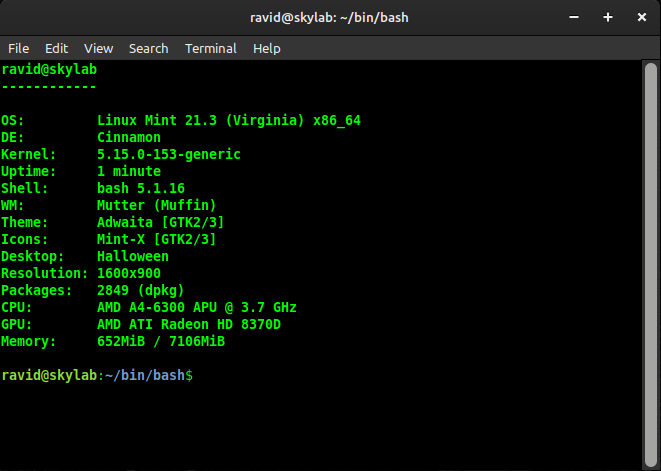 ravid@skylab: ~/bin/bash
File Edit View Search Terminal Help
ravid@skylab
------------
OS: Linux Mint 21.3 (Virginia) x86_64
DE: Cinnamon
Kernel: 5.15.0-153-generic
Uptime: 1 minute
Shell: bash 5.1.16
WM: Mutter (Muffin)
Theme: Adwaita [GTK2/3]
Icons: Mint-X [GTK2/3]
Desktop: Halloween
Resolution: 1600x900
Packages: 2849 (dpkg)
CPU: AMD A4-6300 APU @ 3.7 GHz
GPU: AMD ATI Radeon HD 8370D
Memory: 652MiB / 7106MiB
ravid@skylab:~/bin/bash$